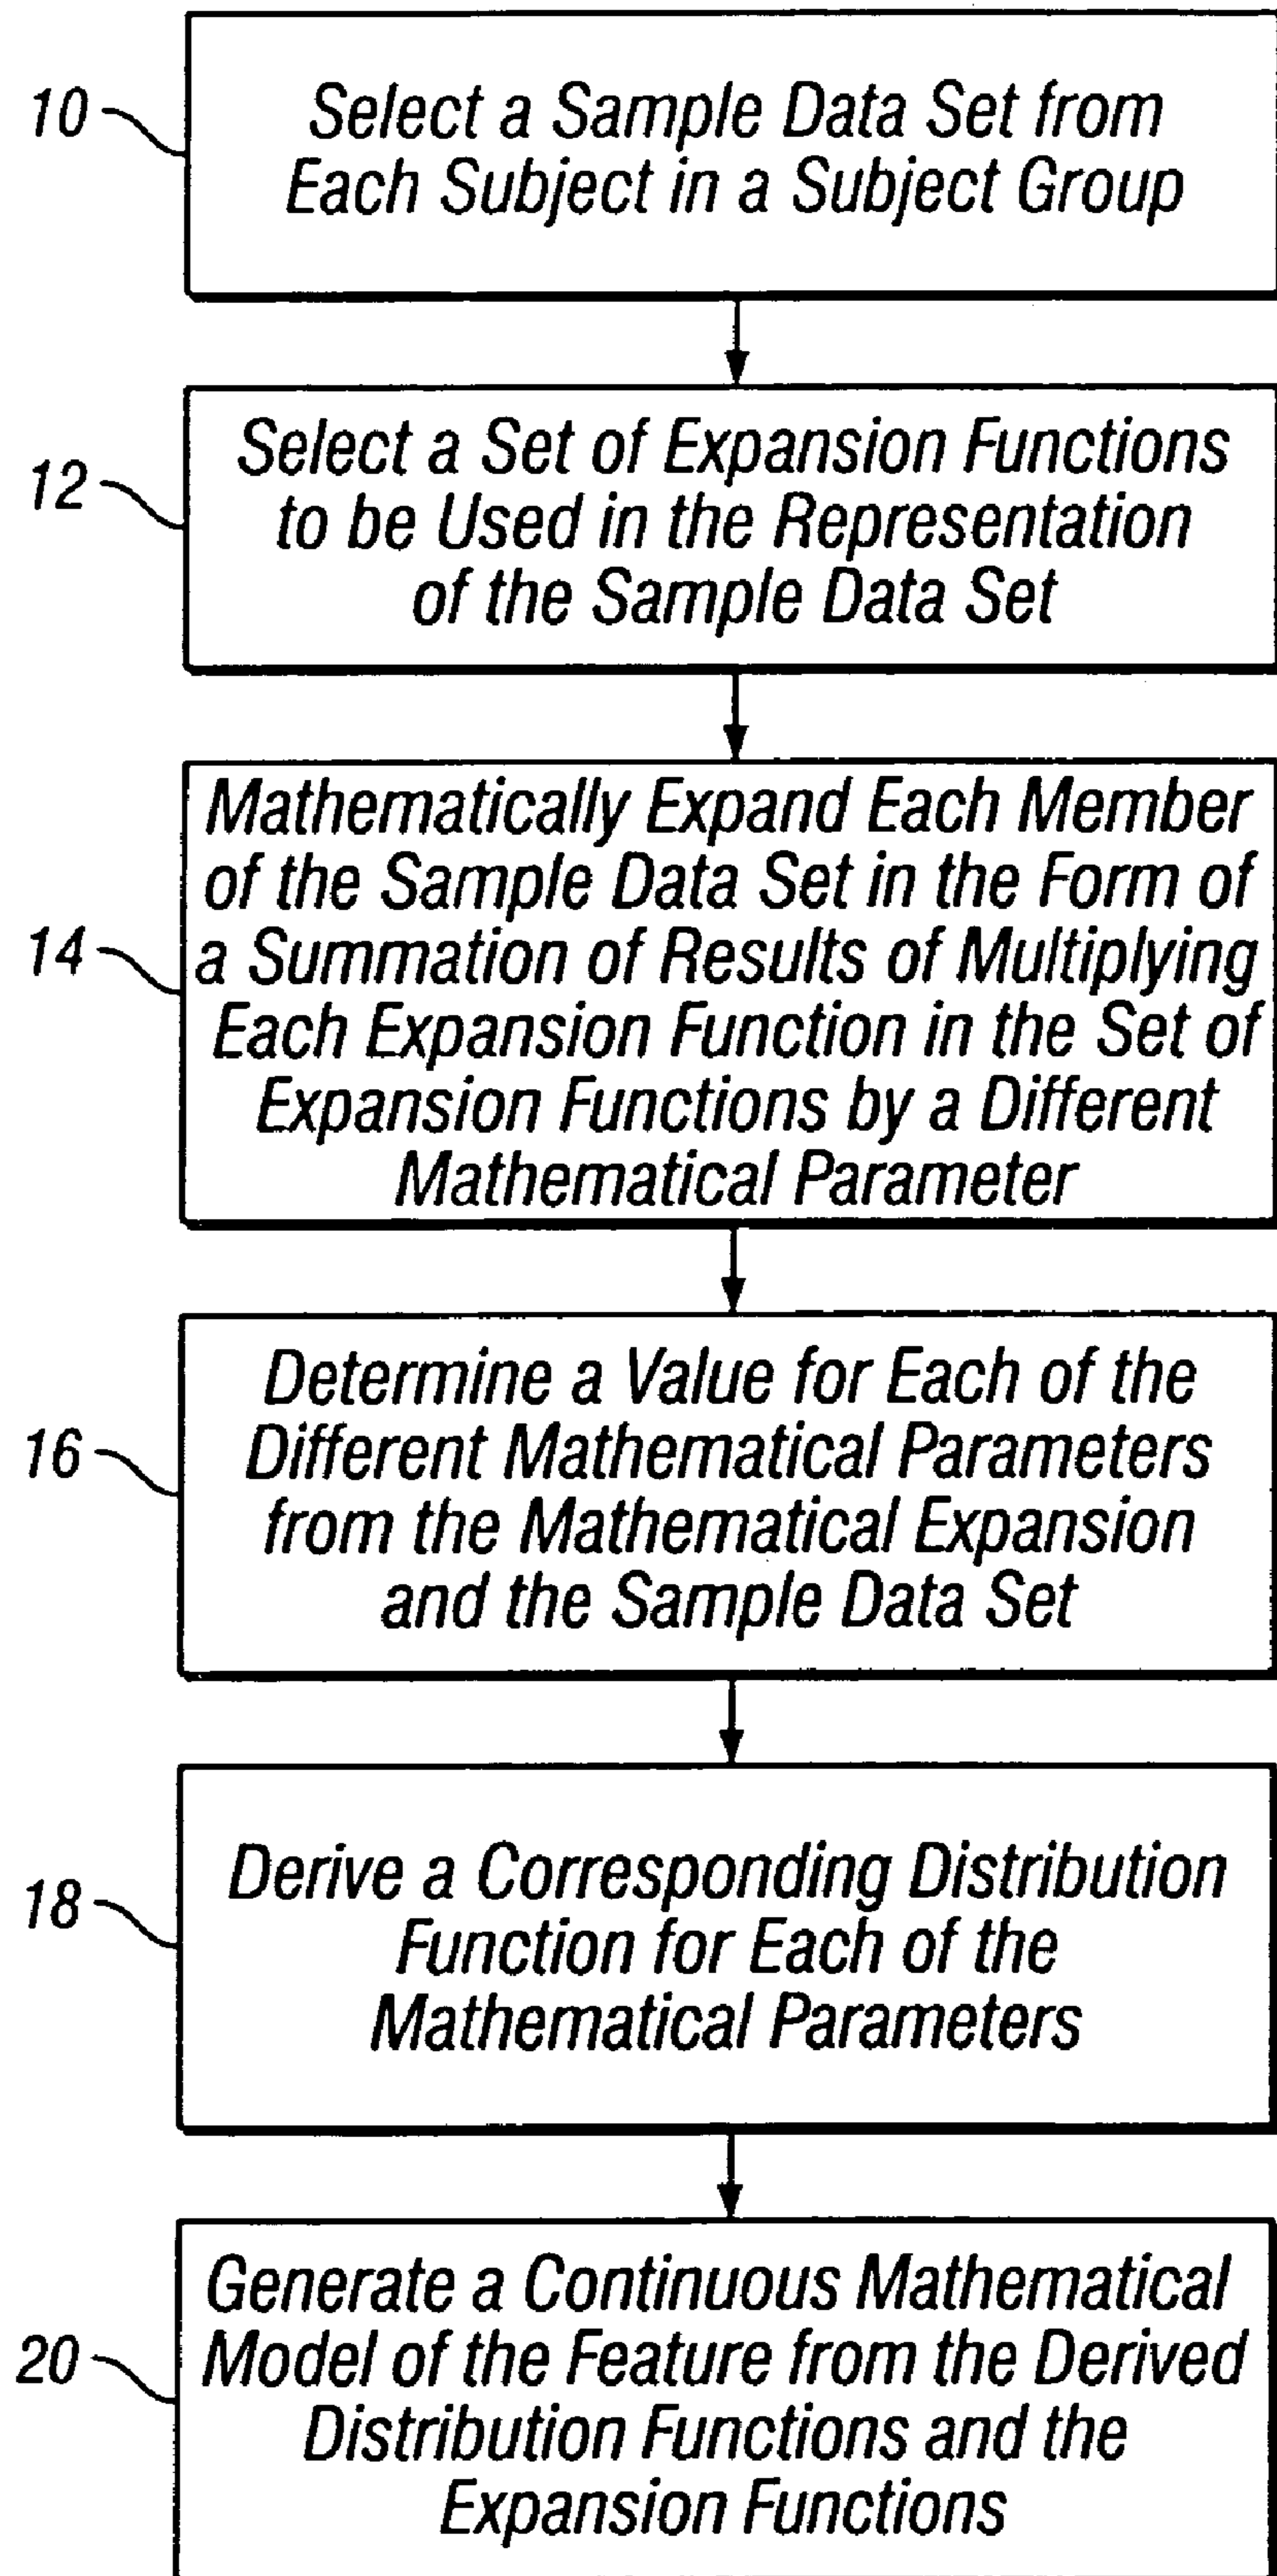 10
Select a Sample Data Set from
Each Subject in a Subject Group
12
Select a Set of Expansion Functions
to be Used in the Representation
of the Sample Data Set
14
Mathematically Expand Each Member
of the Sample Data Set in the Form of
a Summation of Results of Multiplying
Each Expansion Function in the Set of
Expansion Functions by a Different
Mathematical Parameter
16
Determine a Value for Each of the
Different Mathematical Parameters
from the Mathematical Expansion
and the Sample Data Set
18
Derive a Corresponding Distribution
Function for Each of the
Mathematical Parameters
20
Generate a Continuous Mathematical
Model of the Feature from the Derived
Distribution Functions and the
Expansion Functions